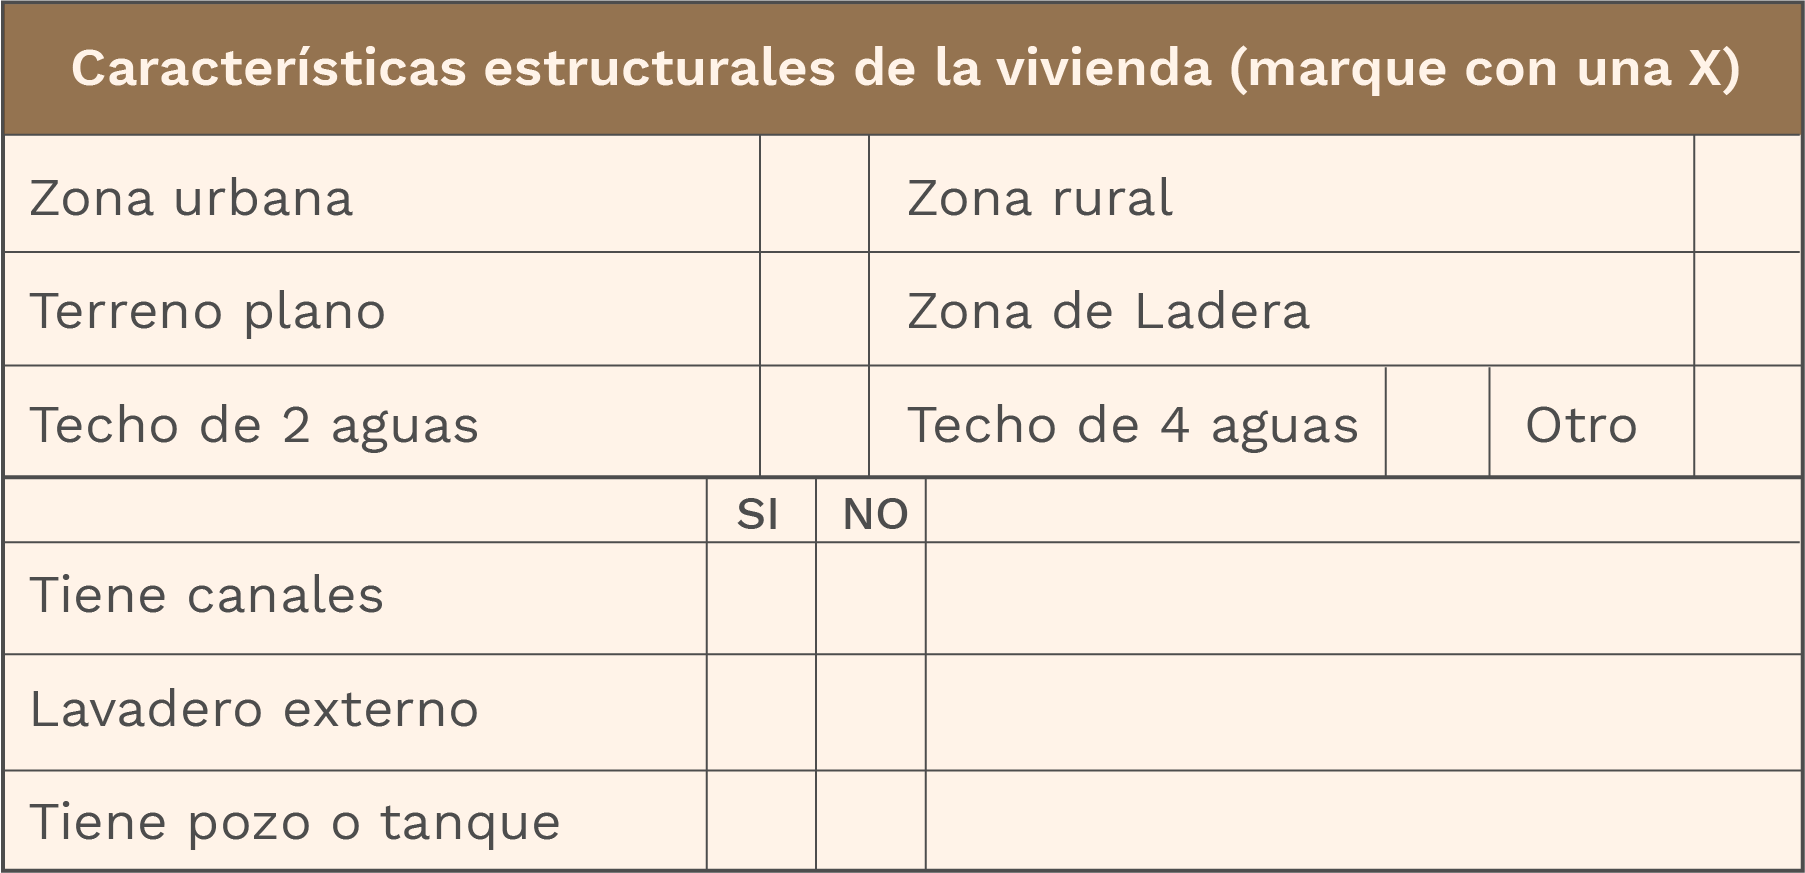 Características estructurales de la vivienda (marque con una X)
Zona urbana Zona rural
Terreno plano Zona de Ladera
Techo de 2 aguas Techo de 4 aguas Otro
SI NO
Tiene canales
Lavadero externo
Tiene pozo o tanque